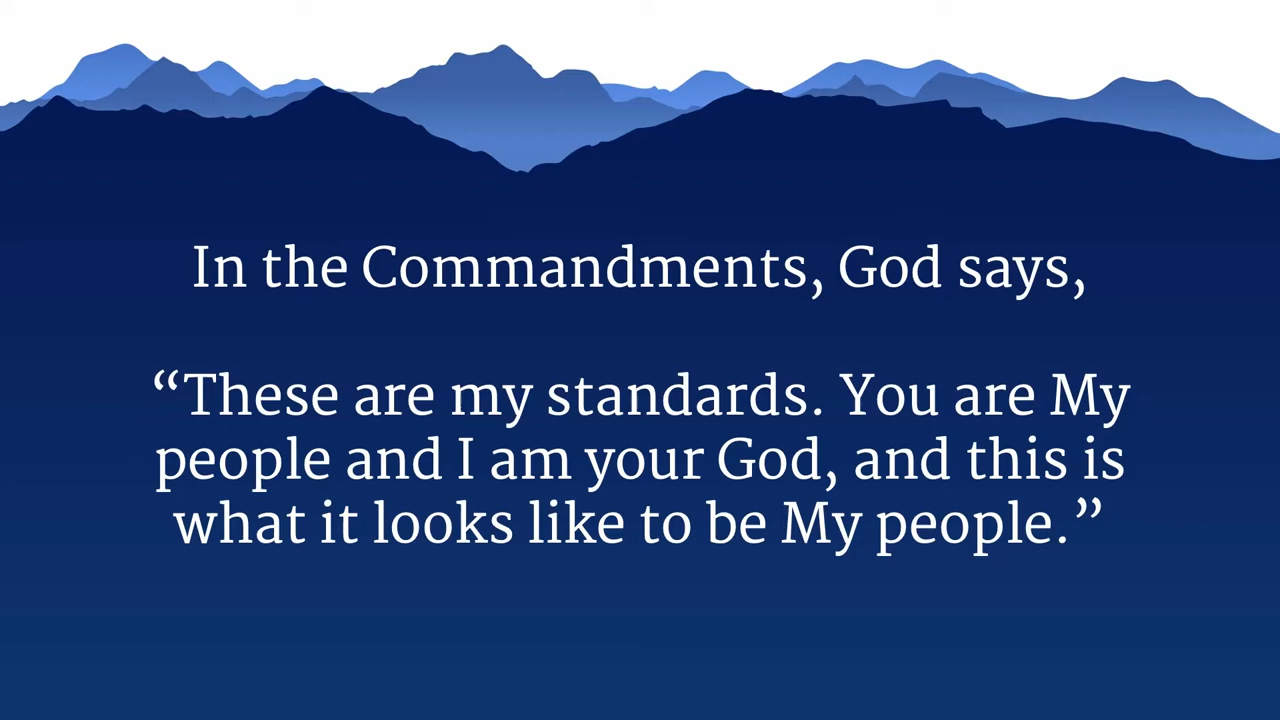 In the Commandments, God says,
“These are my standards. You are My
people and I am your God, and this is
what it looks like to be My people.”